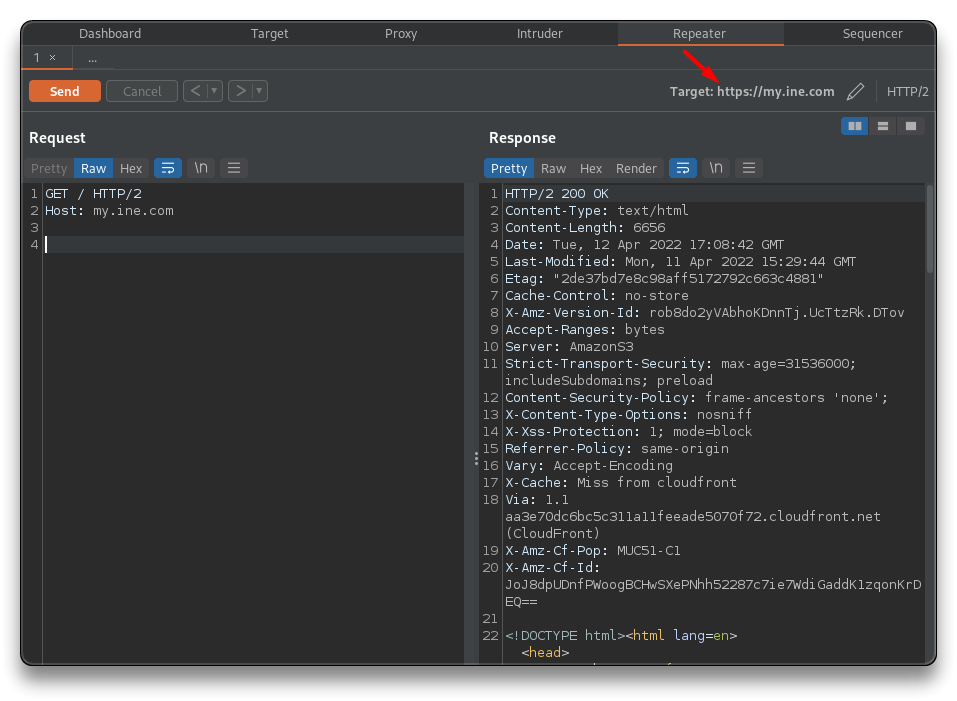 Dashboard Target Proxy Intruder Repeater Sequencer
1 × ...
Send Cancel < > Target: https://my.ine.com HTTP/2
Request
Pretty Raw Hex \n
1 GET / HTTP/2
2 Host: my.ine.com
3
4
Response
Pretty Raw Hex Render \n
1 HTTP/2 200 OK
2 Content-Type: text/html
3 Content-Length: 6656
4 Date: Tue, 12 Apr 2022 17:08:42 GMT
5 Last-Modified: Mon, 11 Apr 2022 15:29:44 GMT
6 Etag: "2de37bd7e8c98aff5172792c663c4881"
7 Cache-Control: no-store
8 X-Amz-Version-Id: rob8do2yVAbhoKDnnTj.UcTtzRk.DTov
9 Accept-Ranges: bytes
10 Server: AmazonS3
11 Strict-Transport-Security: max-age=31536000;
includeSubdomains; preload
12 Content-Security-Policy: frame-ancestors 'none';
13 X-Content-Type-Options: nosniff
14 X-Xss-Protection: 1; mode=block
15 Referrer-Policy: same-origin
16 Vary: Accept-Encoding
17 X-Cache: Miss from cloudfront
18 Via: 1.1
aa3e70dc6bc5c311a11feeade5070f72.cloudfront.net
(CloudFront)
19 X-Amz-Cf-Pop: MUC51-C1
20 X-Amz-Cf-Id:
JoJ8dpUDnfPWoogBCHwSXePNhh52287c7ie7WdiGaddK1zqonKrD
EQ==
21
22 <!DOCTYPE html><html lang=en>
<head>